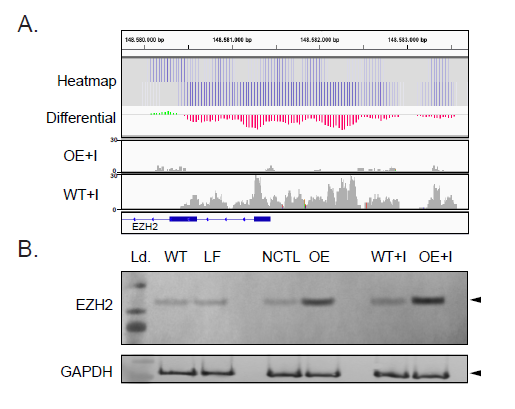 A.
148.580.000 bp 148.581.000 bp 148.582.000 bp 148.583.000 bp
Heatmap
Differential
30
OE+I
0
30
WT+I
0
EZH2
B.
Ld. WT LF NCTL OE WT+I OE+I
EZH2
GAPDH